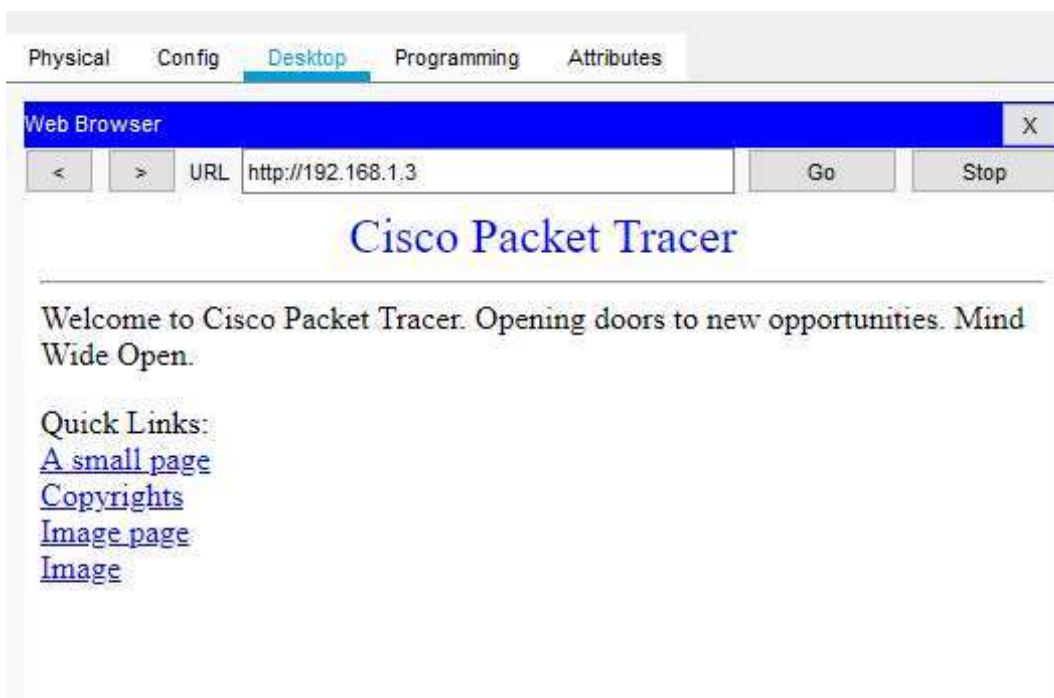 Physical Config Desktop Programming Attributes
Web Browser X
< > URL http://192.168.1.3 Go Stop
Cisco Packet Tracer
Welcome to Cisco Packet Tracer. Opening doors to new opportunities. Mind
Wide Open.
Quick Links:
A small page
Copyrights
Image page
Image